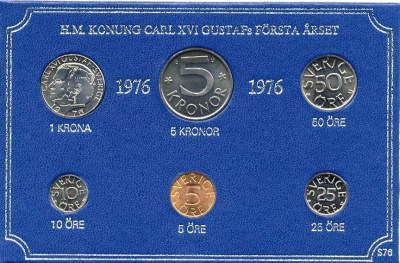 H.M. KONUNG CARL XVI GUSTAFs FÖRSTA ÅRSET
1976 1976
5
KRONOR
SVERIGE
50
ÖRE
1 KRONA 5 KRONOR 50 ÖRE
SVERIGE
10
ÖRE
SVERIGE
5
ÖRE
SVERIGE
25
ÖRE
10 ÖRE 5 ÖRE 25 ÖRE
S76